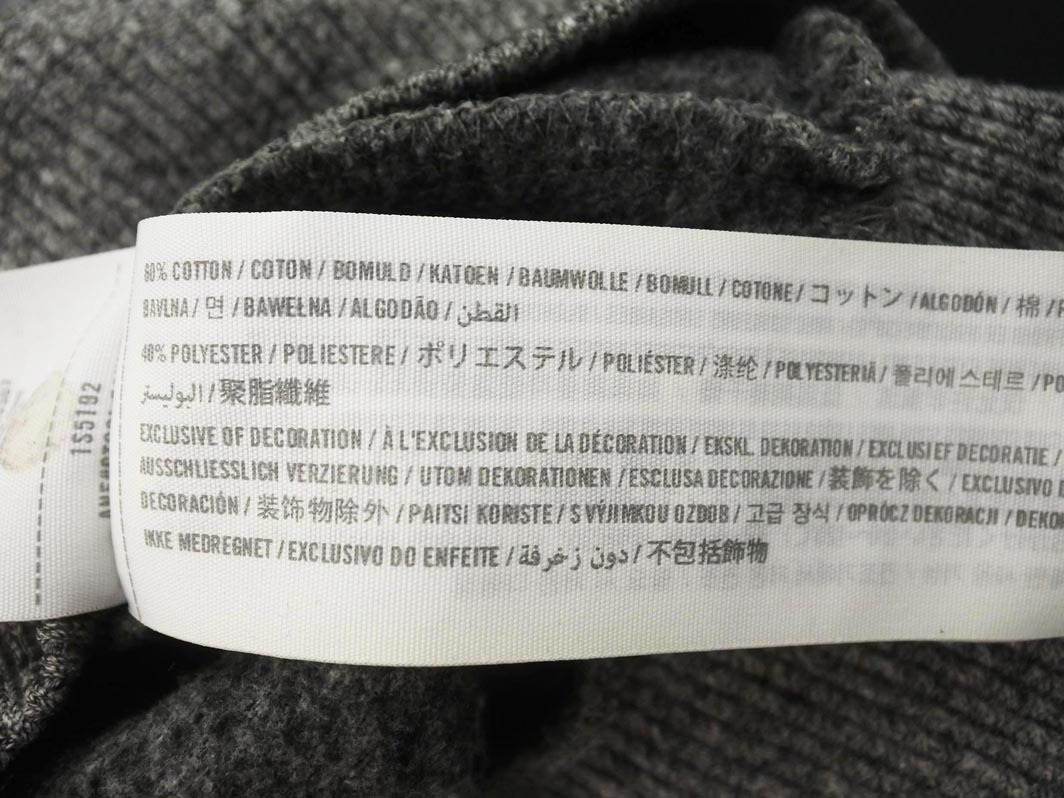 60% COTTON / COTON / BOMULD / KATOEN / BAUMWOLLE / BOMULL / COTONE / コットン / ALGODÓN / 棉 /
BAVLNA / 면 / BAWEŁNA / ALGODÃO / القطن
40% POLYESTER / POLIESTERE / ポリエステル / POLIÉSTER / 涤纶 / POLYESTERIÄ / 폴리에스테르 / PO
البوليستر / 聚脂纖維
EXCLUSIVE OF DECORATION / À L'EXCLUSION DE LA DÉCORATION / EKSKL. DEKORATION / EXCLUSIEF DECORATIE /
AUSSCHLIESSLICH VERZIERUNG / UTOM DEKORATIONEN / ESCLUSA DECORAZIONE / 装飾を除く / EXCLUSIVO D
DECORACIÓN / 装饰物除外 / PAITSI KORISTE / S VÝJIMKOU OZDOB / 고급 장식 / OPRÓCZ DEKORACJI / DEKO
IKKE MEDREGNET / EXCLUSIVO DO ENFEITE / دون زخرفة / 不包括飾物
1S5192